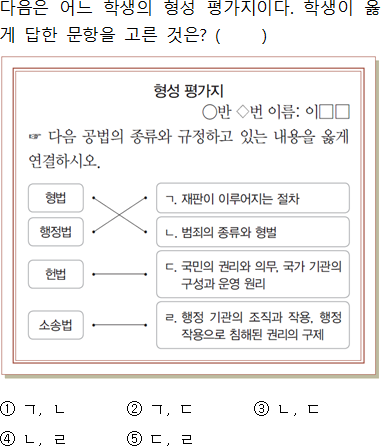 다음은 어느 학생의 형성 평가지이다. 학생이 옳
게 답한 문항을 고른 것은? (      )
형성 평가지
○반 ◇번 이름: 이□□
☞ 다음 공법의 종류와 규정하고 있는 내용을 옳게
연결하시오.
형법
ㄱ. 재판이 이루어지는 절차
행정법
ㄴ. 범죄의 종류와 형벌
헌법
ㄷ. 국민의 권리와 의무, 국가 기관의
구성과 운영 원리
소송법
ㄹ. 행정 기관의 조직과 작용, 행정
작용으로 침해된 권리의 구제
① ㄱ, ㄴ ② ㄱ, ㄷ ③ ㄴ, ㄷ
④ ㄴ, ㄹ ⑤ ㄷ, ㄹ